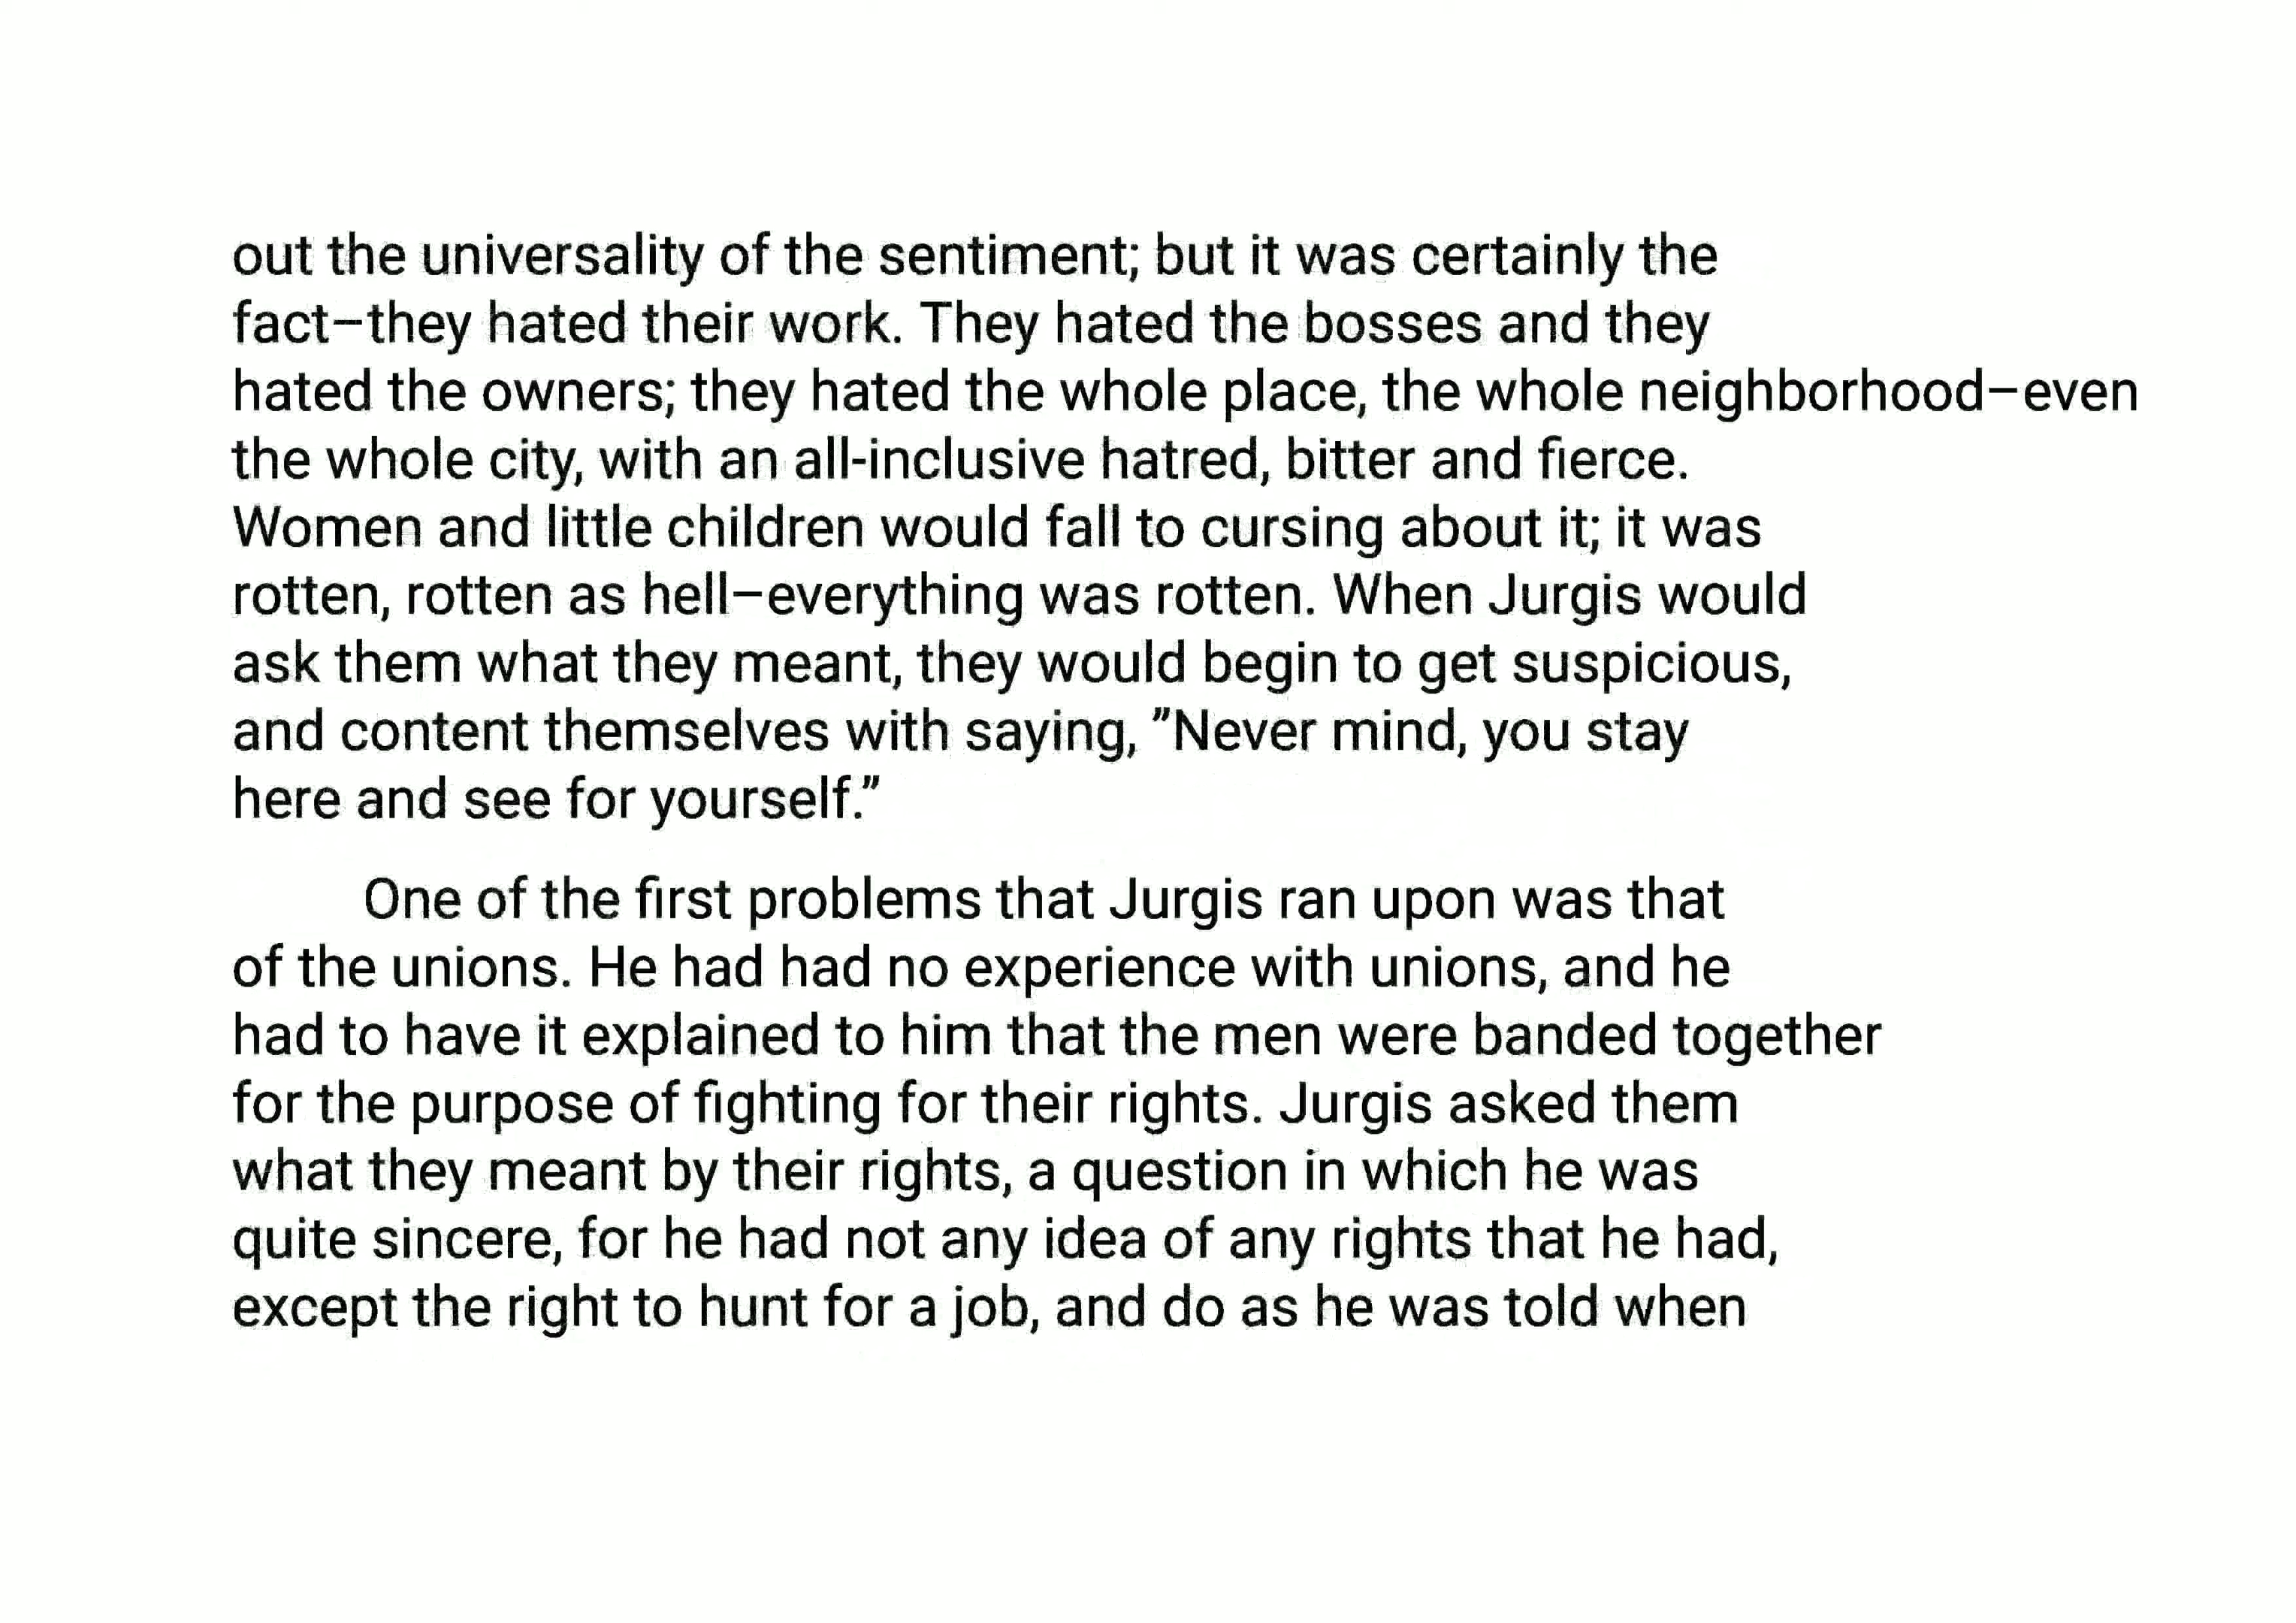 out the universality of the sentiment; but it was certainly the
fact–they hated their work. They hated the bosses and they
hated the owners; they hated the whole place, the whole neighborhood–even
the whole city, with an all-inclusive hatred, bitter and fierce.
Women and little children would fall to cursing about it; it was
rotten, rotten as hell–everything was rotten. When Jurgis would
ask them what they meant, they would begin to get suspicious,
and content themselves with saying, ”Never mind, you stay
here and see for yourself.”
One of the first problems that Jurgis ran upon was that
of the unions. He had had no experience with unions, and he
had to have it explained to him that the men were banded together
for the purpose of fighting for their rights. Jurgis asked them
what they meant by their rights, a question in which he was
quite sincere, for he had not any idea of any rights that he had,
except the right to hunt for a job, and do as he was told when